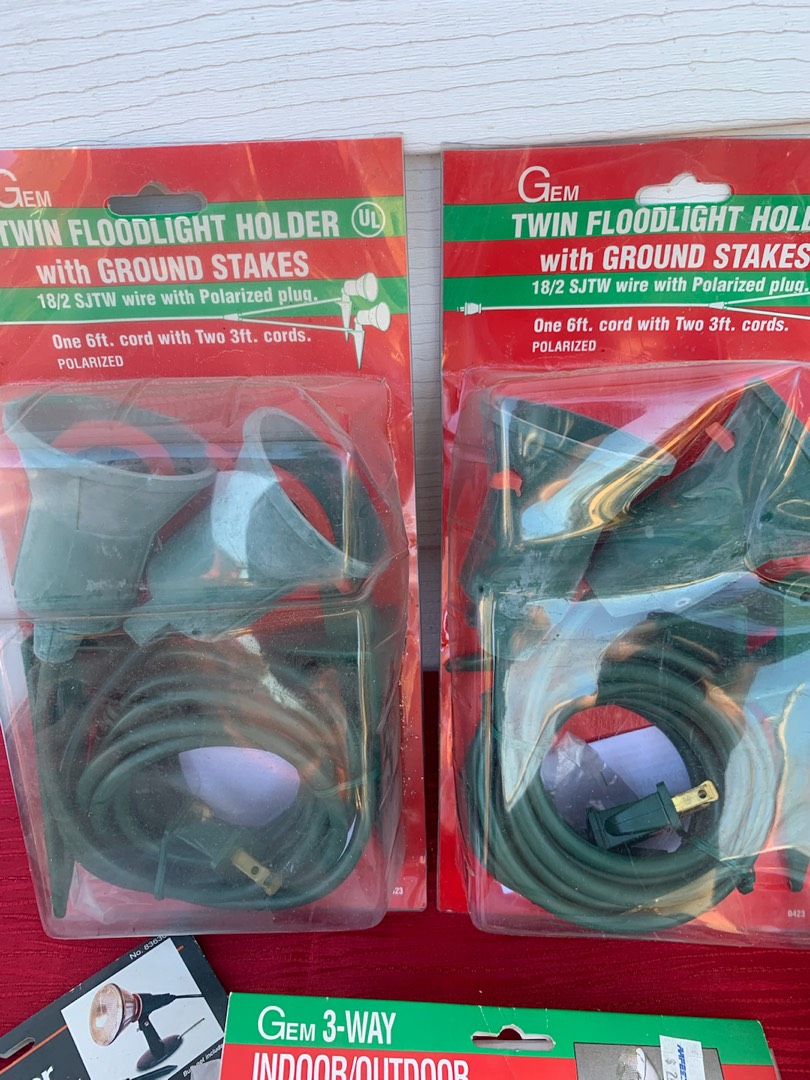 GEM
TWIN FLOODLIGHT HOLDER UL
with GROUND STAKES
18/2 SJTW wire with Polarized plug.
One 6ft. cord with Two 3ft. cords.
POLARIZED
GEM
TWIN FLOODLIGHT HOL
with GROUND STAKES
18/2 SJTW wire with Polarized plug.
One 6ft. cord with Two 3ft. cords.
POLARIZED
0423
GEM 3-WAY
INDOOR/OUTDOOR